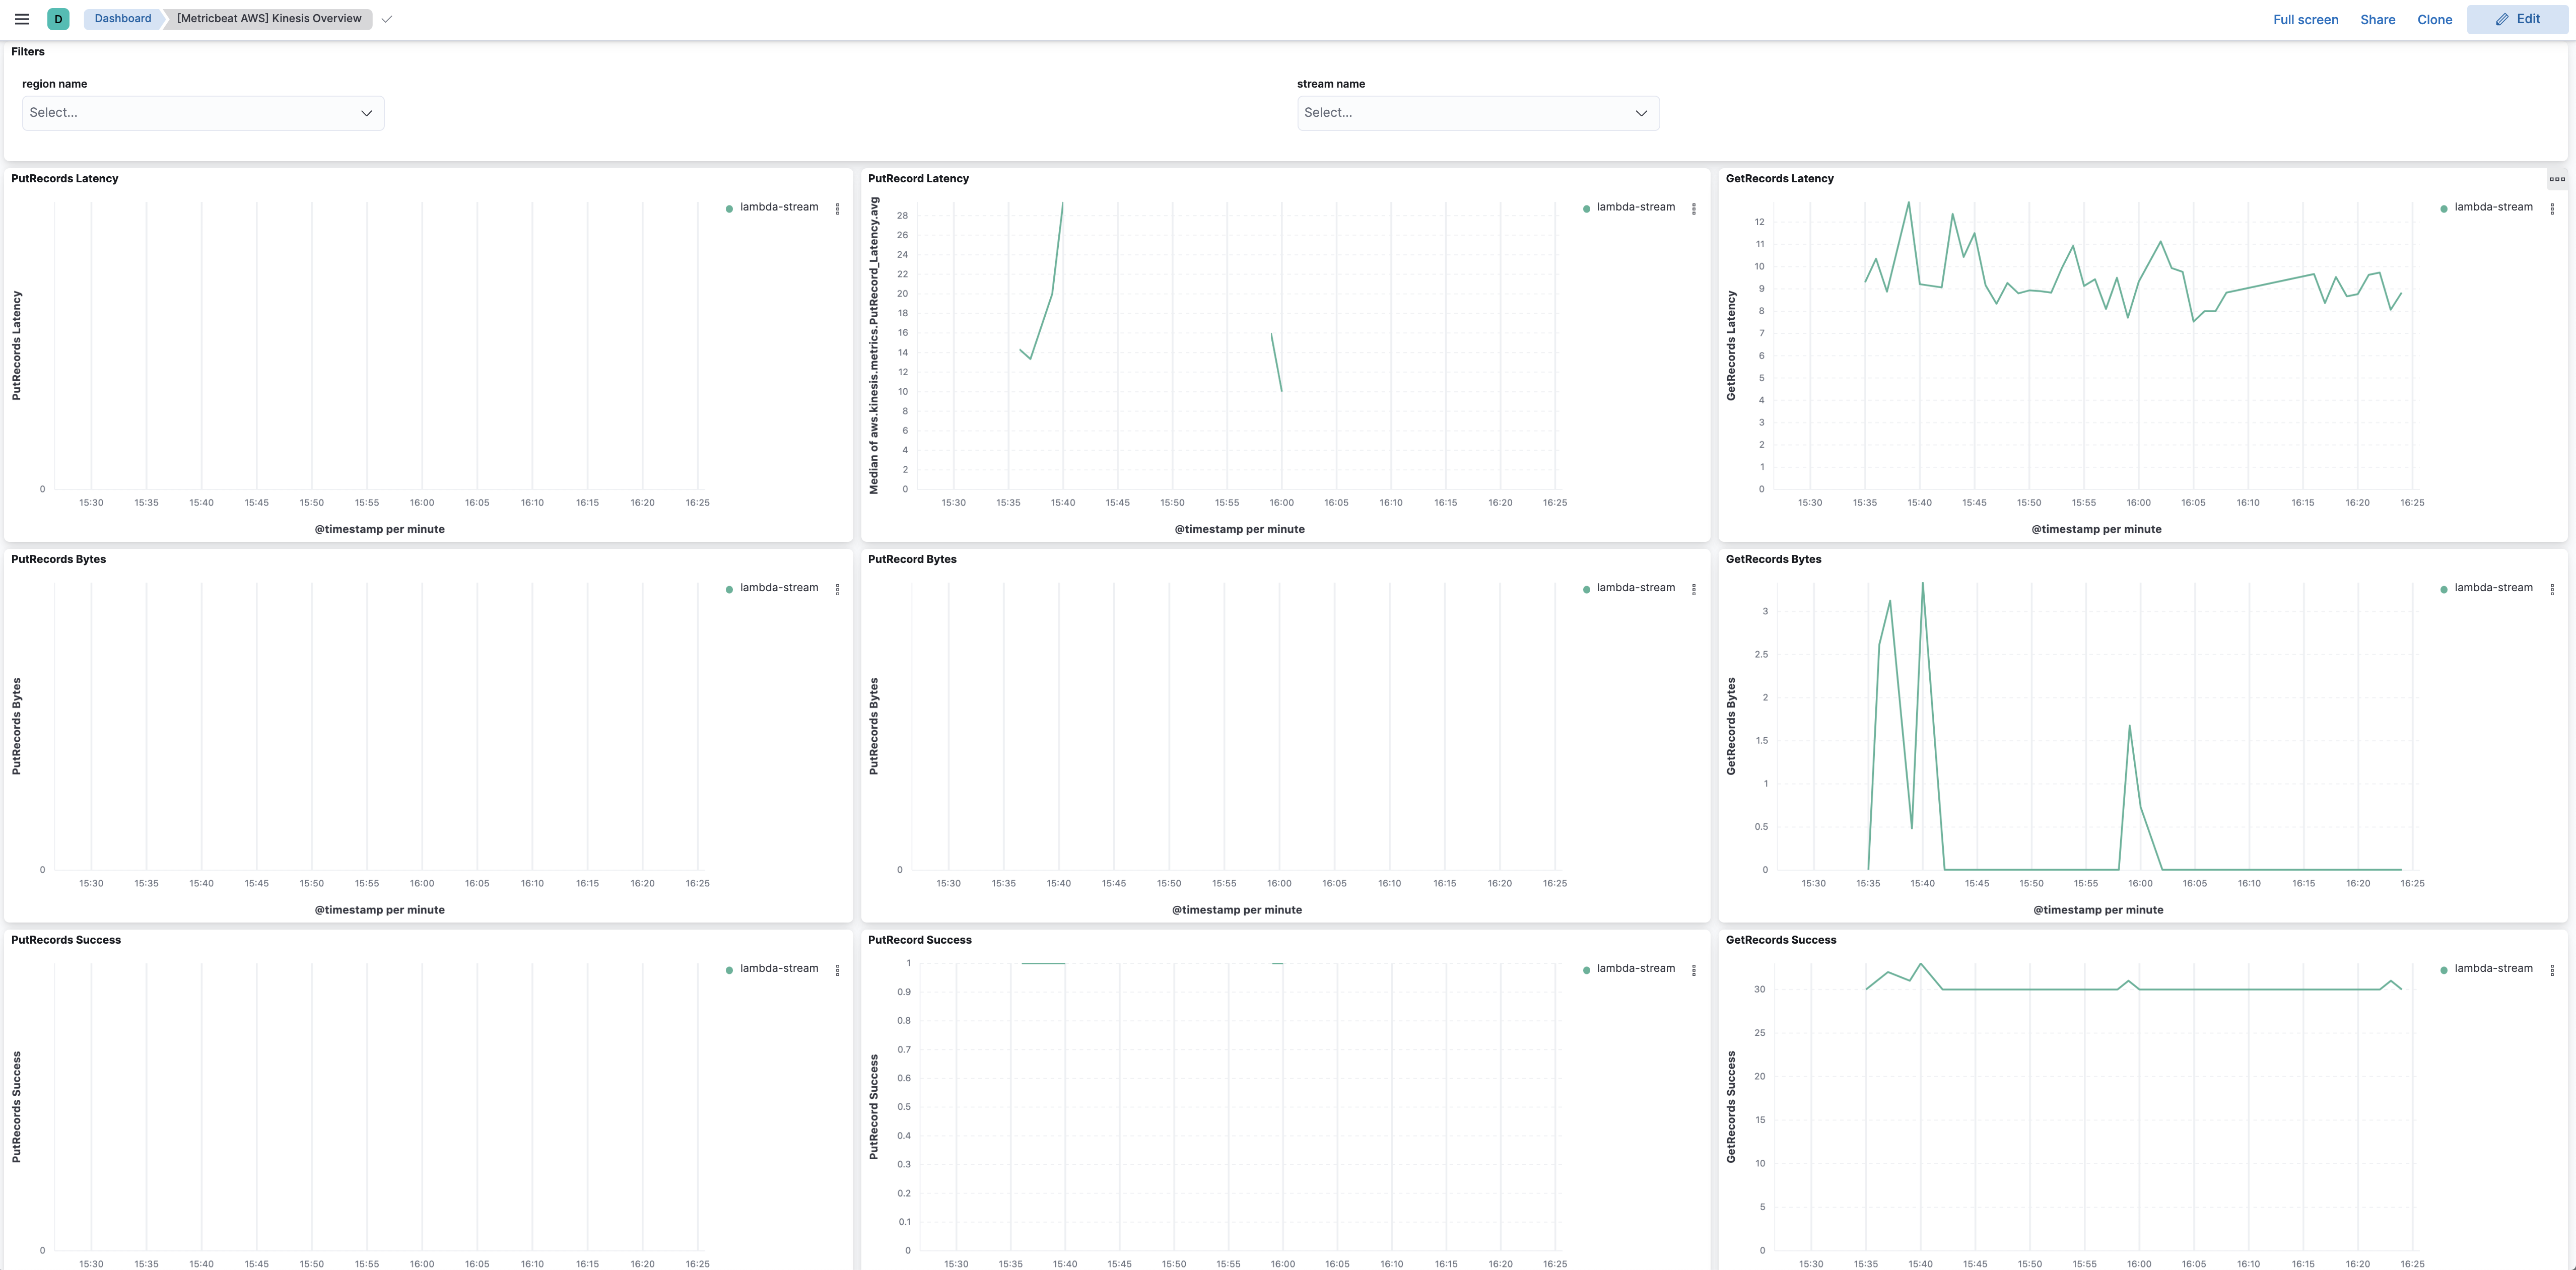 D Dashboard [Metricbeat AWS] Kinesis Overview Full screen Share Clone Edit
Filters
region name stream name
Select... Select...
PutRecords Latency
lambda-stream
PutRecords Latency
0
15:30 15:35 15:40 15:45 15:50 15:55 16:00 16:05 16:10 16:15 16:20 16:25
@timestamp per minute
PutRecord Latency
lambda-stream
Median of aws.kinesis.metrics.PutRecord_Latency.avg
28
26
24
22
20
18
16
14
12
10
8
6
4
2
0
15:30 15:35 15:40 15:45 15:50 15:55 16:00 16:05 16:10 16:15 16:20 16:25
@timestamp per minute
GetRecords Latency
lambda-stream
GetRecords Latency
12
11
10
9
8
7
6
5
4
3
2
1
0
15:30 15:35 15:40 15:45 15:50 15:55 16:00 16:05 16:10 16:15 16:20 16:25
@timestamp per minute
PutRecords Bytes
lambda-stream
PutRecords Bytes
0
15:30 15:35 15:40 15:45 15:50 15:55 16:00 16:05 16:10 16:15 16:20 16:25
@timestamp per minute
PutRecord Bytes
lambda-stream
PutRecords Bytes
0
15:30 15:35 15:40 15:45 15:50 15:55 16:00 16:05 16:10 16:15 16:20 16:25
@timestamp per minute
GetRecords Bytes
lambda-stream
GetRecords Bytes
3
2.5
2
1.5
1
0.5
0
15:30 15:35 15:40 15:45 15:50 15:55 16:00 16:05 16:10 16:15 16:20 16:25
@timestamp per minute
PutRecords Success
lambda-stream
PutRecords Success
0
15:30 15:35 15:40 15:45 15:50 15:55 16:00 16:05 16:10 16:15 16:20 16:25
PutRecord Success
lambda-stream
PutRecord Success
1
0.9
0.8
0.7
0.6
0.5
0.4
0.3
0.2
0.1
0
15:30 15:35 15:40 15:45 15:50 15:55 16:00 16:05 16:10 16:15 16:20 16:25
GetRecords Success
lambda-stream
GetRecords Success
30
25
20
15
10
5
0
15:30 15:35 15:40 15:45 15:50 15:55 16:00 16:05 16:10 16:15 16:20 16:25